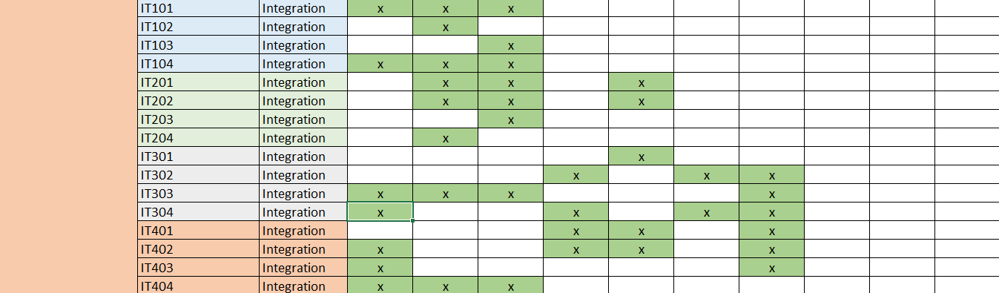 IT101 Integration x x x
IT102 Integration x
IT103 Integration x
IT104 Integration x x x
IT201 Integration x x x
IT202 Integration x x x
IT203 Integration x
IT204 Integration x
IT301 Integration x
IT302 Integration x x x
IT303 Integration x x x x
IT304 Integration x x x x
IT401 Integration x x x
IT402 Integration x x x x
IT403 Integration x x
IT404 Integration x x x